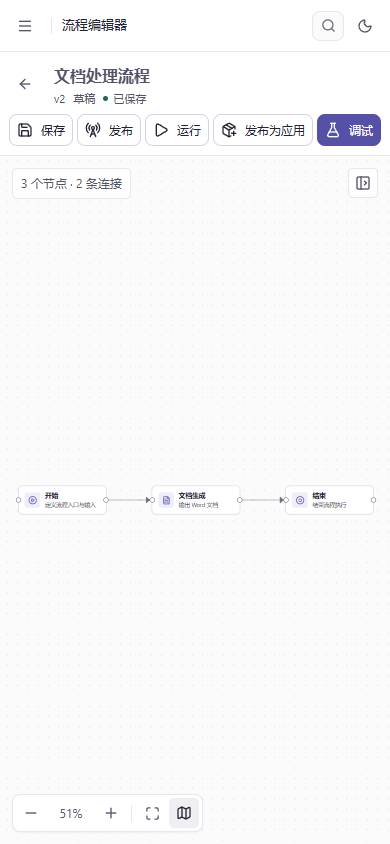 流程编辑器
文档处理流程
v2 草稿 已保存
保存 发布 运行 发布为应用 调试
3 个节点 · 2 条连接
开始
定义流程入口与输入
文档生成
输出 Word 文档
结束
结束流程执行
51%